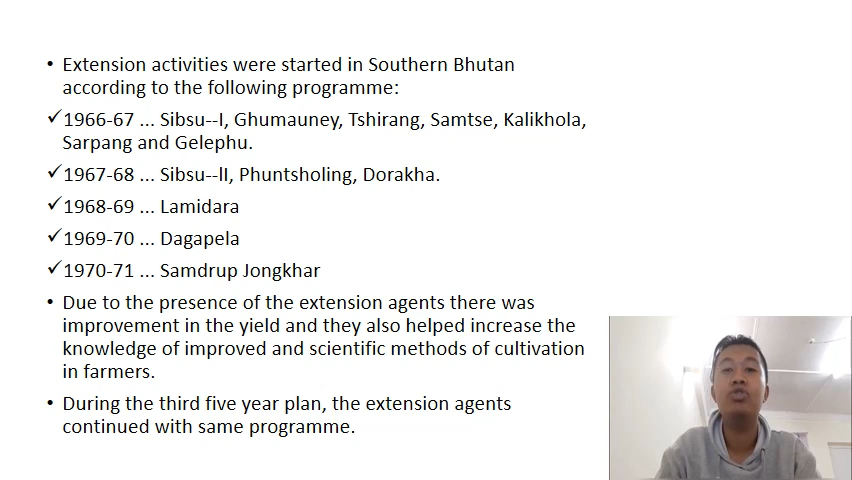 • Extension activities were started in Southern Bhutan
according to the following programme:
✓1966-67 ... Sibsu--I, Ghumauney, Tshirang, Samtse, Kalikhola,
Sarpang and Gelephu.
✓1967-68 ... Sibsu--lI, Phuntsholing, Dorakha.
✓1968-69 ... Lamidara
✓1969-70 ... Dagapela
✓1970-71 ... Samdrup Jongkhar
• Due to the presence of the extension agents there was
improvement in the yield and they also helped increase the
knowledge of improved and scientific methods of cultivation
in farmers.
• During the third five year plan, the extension agents
continued with same programme.